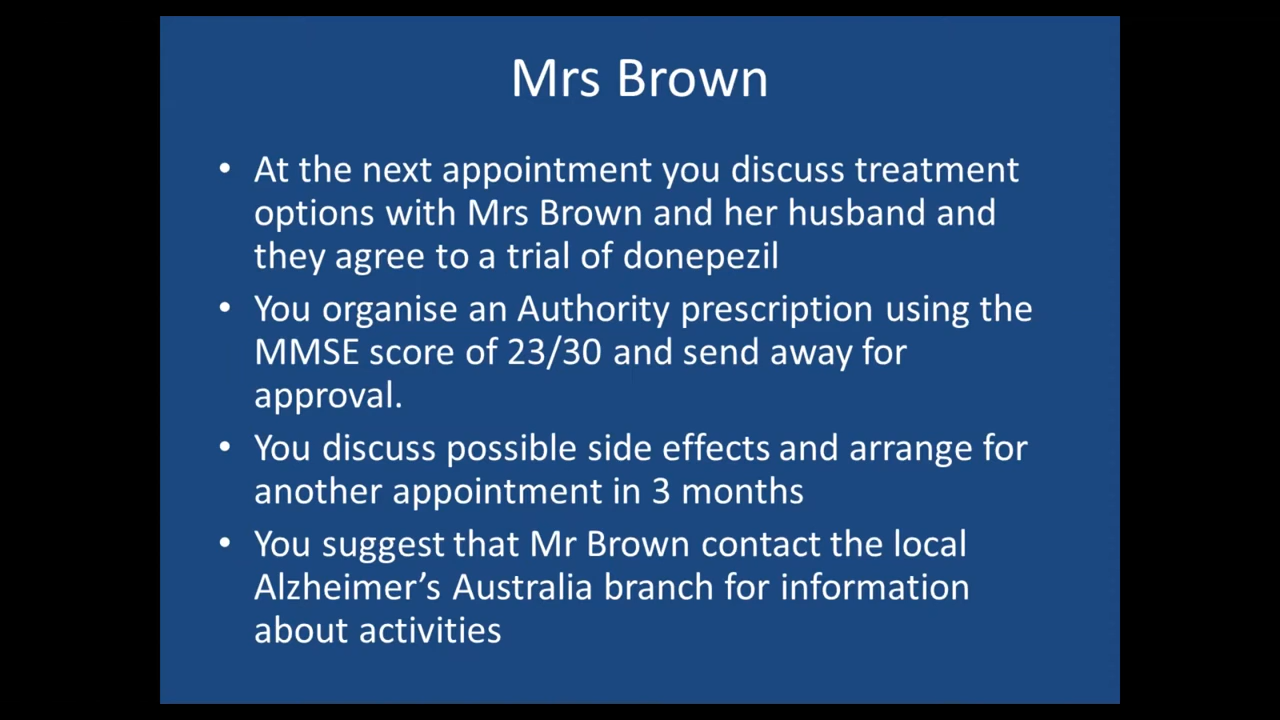 Mrs Brown
• At the next appointment you discuss treatment
options with Mrs Brown and her husband and
they agree to a trial of donepezil
• You organise an Authority prescription using the
MMSE score of 23/30 and send away for
approval.
• You discuss possible side effects and arrange for
another appointment in 3 months
• You suggest that Mr Brown contact the local
Alzheimer’s Australia branch for information
about activities